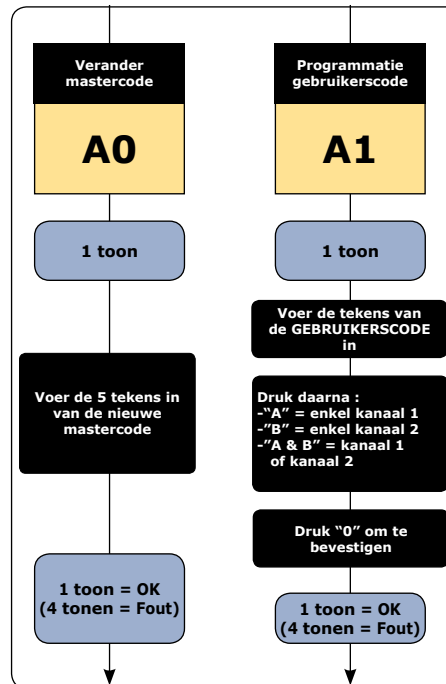 Verander
mastercode
A0
1 toon
Voer de 5 tekens in
van de nieuwe
mastercode
1 toon = OK
(4 tonen = Fout)
Programmatie
gebruikerscode
A1
1 toon
Voer de tekens van
de GEBRUIKERSCODE
in
Druk daarna :
-“A” = enkel kanaal 1
-”B” = enkel kanaal 2
-”A & B” = kanaal 1
of kanaal 2
Druk “0” om te
bevestigen
1 toon = OK
(4 tonen = Fout)